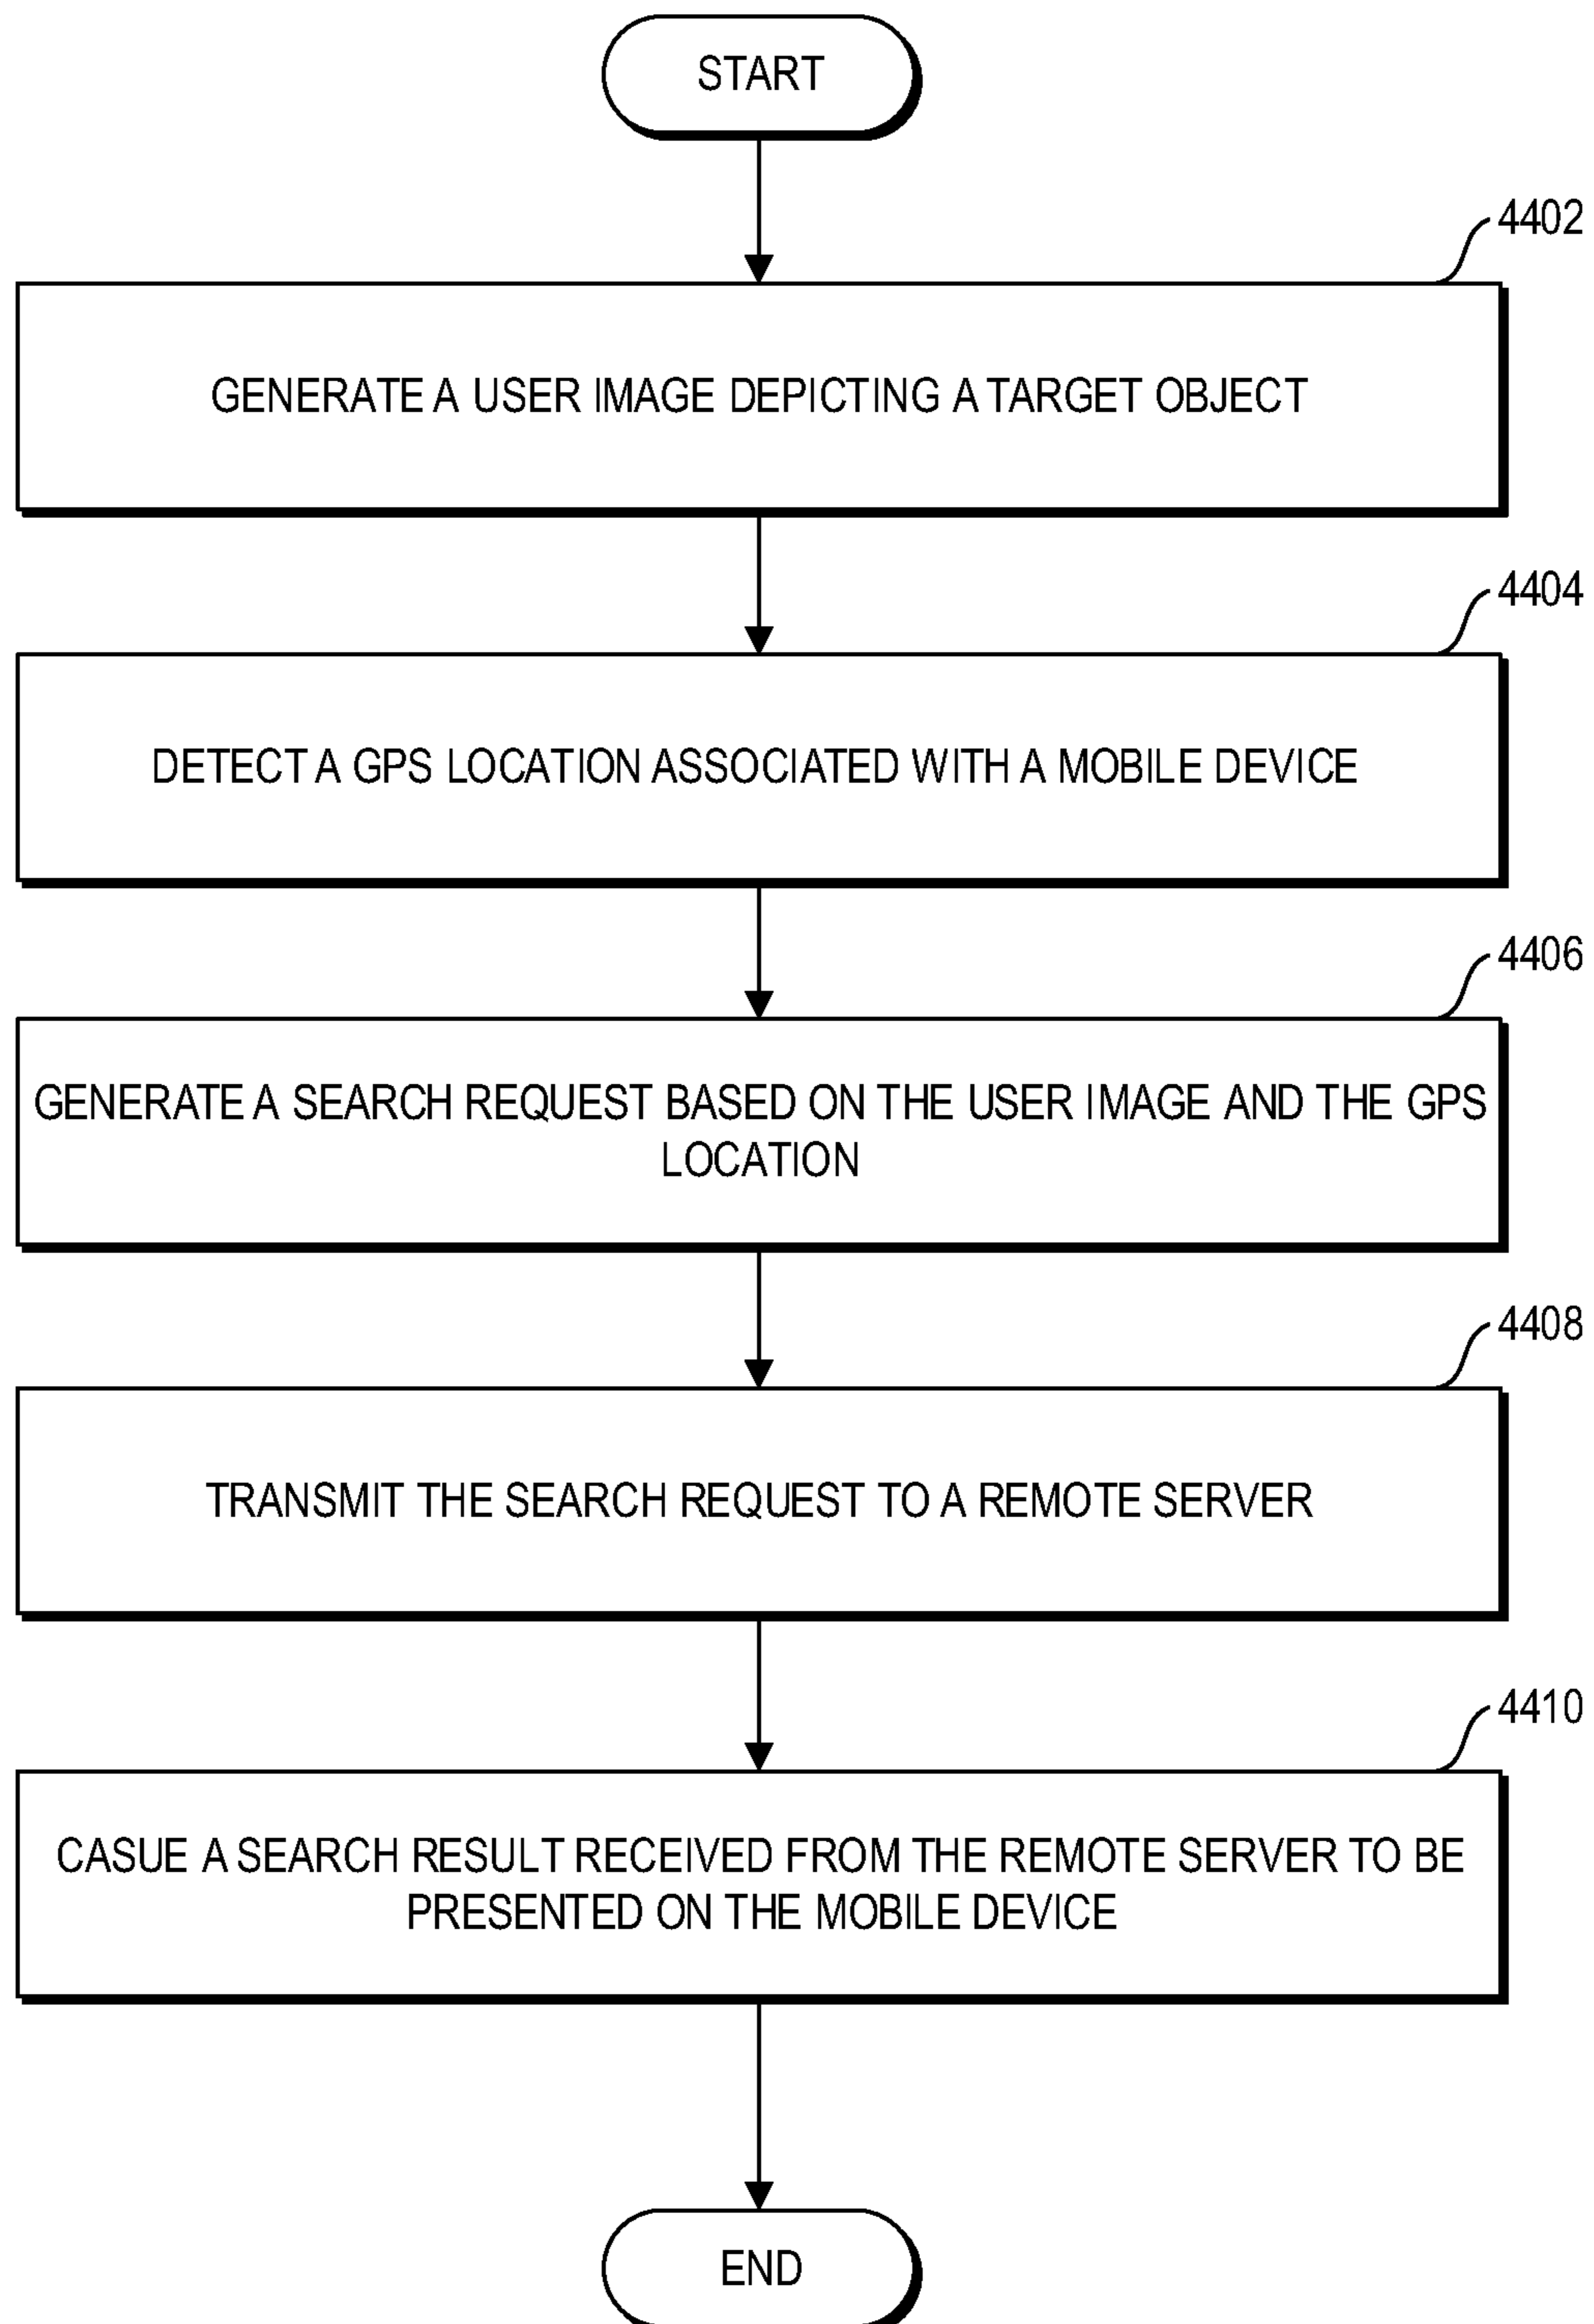 START
4402
GENERATE A USER IMAGE DEPICTING A TARGET OBJECT
4404
DETECT A GPS LOCATION ASSOCIATED WITH A MOBILE DEVICE
4406
GENERATE A SEARCH REQUEST BASED ON THE USER IMAGE AND THE GPS
LOCATION
4408
TRANSMIT THE SEARCH REQUEST TO A REMOTE SERVER
4410
CASUE A SEARCH RESULT RECEIVED FROM THE REMOTE SERVER TO BE
PRESENTED ON THE MOBILE DEVICE
END